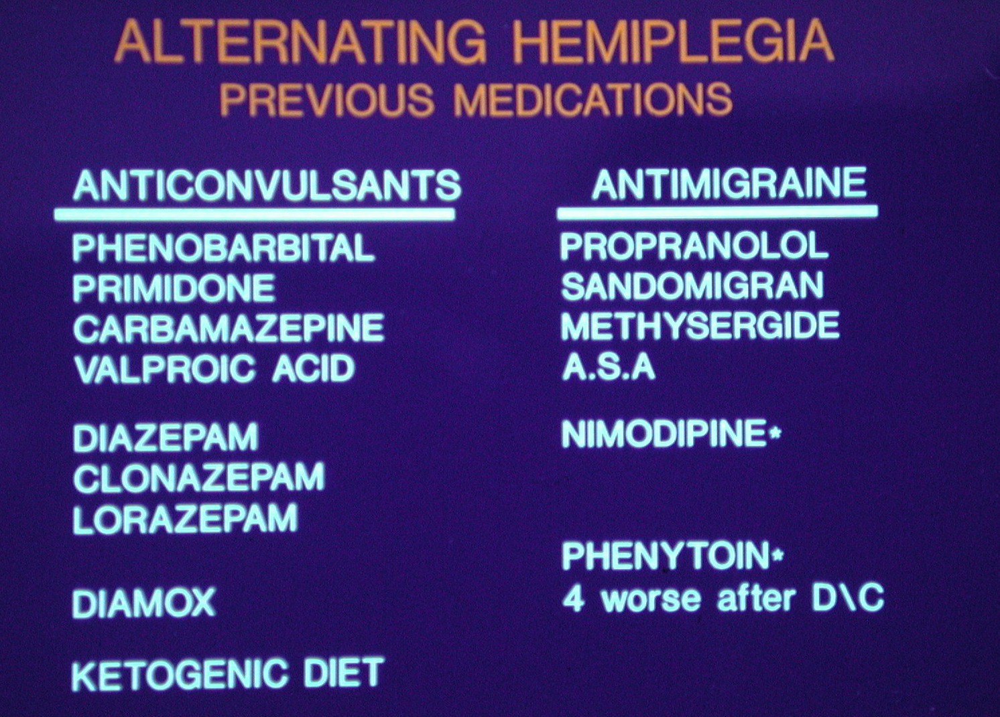 ALTERNATING HEMIPLEGIA
PREVIOUS MEDICATIONS
ANTICONVULSANTS
PHENOBARBITAL
PRIMIDONE
CARBAMAZEPINE
VALPROIC ACID
DIAZEPAM
CLONAZEPAM
LORAZEPAM
DIAMOX
KETOGENIC DIET
ANTIMIGRAINE
PROPRANOLOL
SANDOMIGRAN
METHYSERGIDE
A.S.A
NIMODIPINE*
PHENYTOIN*
4 worse after D\C